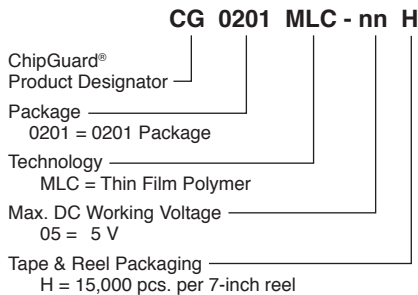 CG 0201 MLC - nn H
ChipGuard®
Product Designator
Package
0201 = 0201 Package
Technology
MLC = Thin Film Polymer
Max. DC Working Voltage
05 = 5 V
Tape & Reel Packaging
H = 15,000 pcs. per 7-inch reel